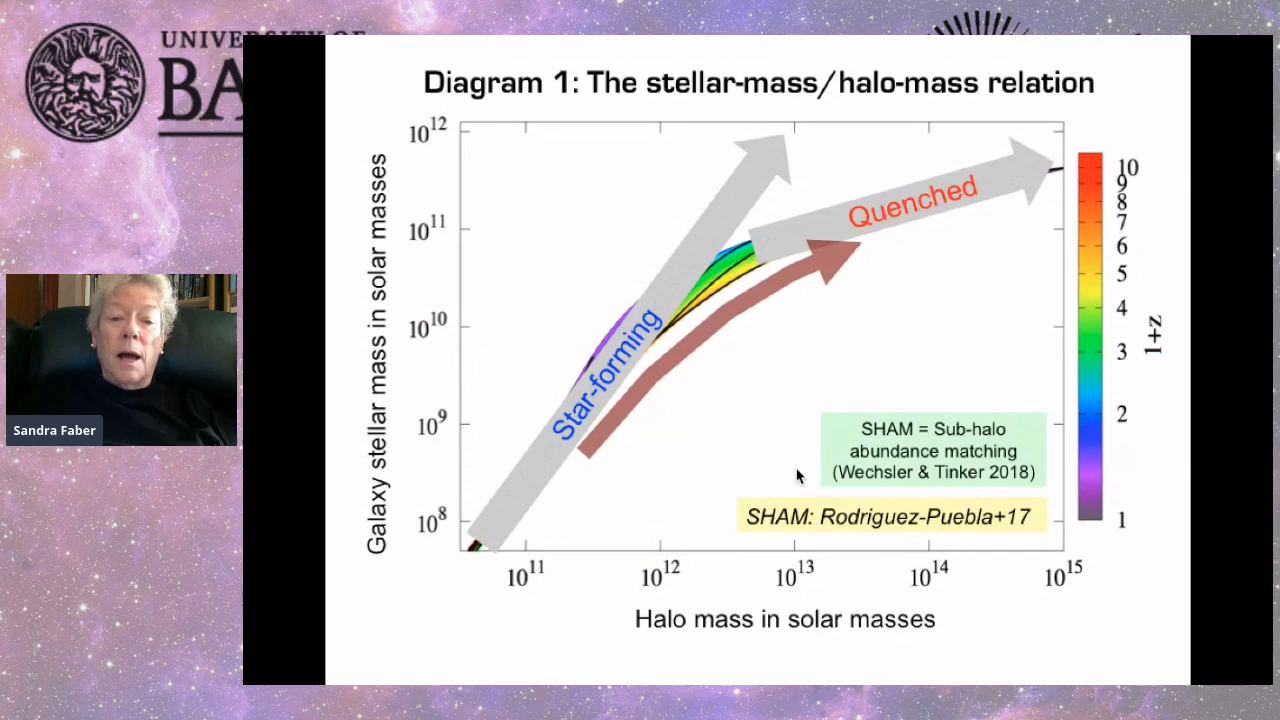 UNIVERSITY OF
BA
Diagram 1: The stellar-mass/halo-mass relation
Galaxy stellar mass in solar masses
10¹²
10¹¹
10¹⁰
10⁹
10⁸
Star-forming
Quenched
SHAM = Sub-halo
abundance matching
(Wechsler & Tinker 2018)
SHAM: Rodriguez-Puebla+17
10¹¹ 10¹² 10¹³ 10¹⁴ 10¹⁵
Halo mass in solar masses
10
9
8
7
6
5
4
3
2
1
1+z
Sandra Faber